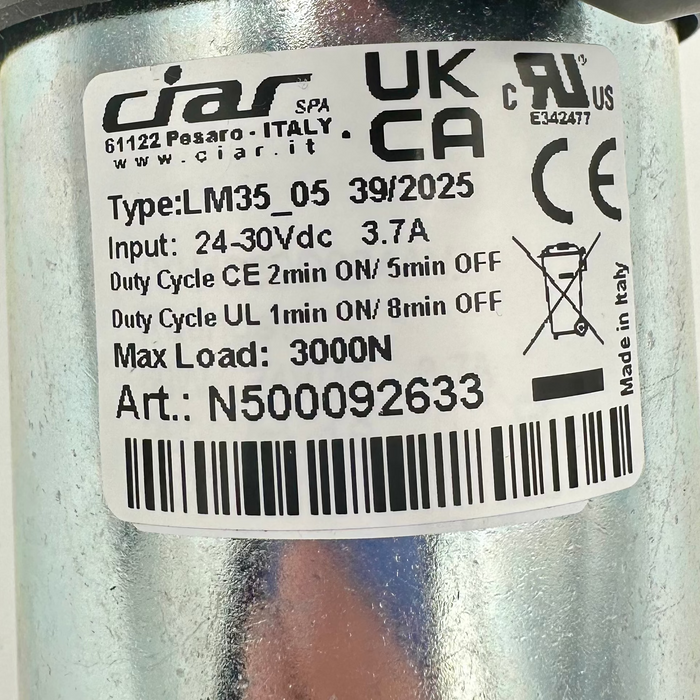 ciar SPA
61122 Pesaro - ITALY.
www.ciar.it
UK
CA
C RU® US
E342477
CE
Type:LM35_05 39/2025
Input: 24-30Vdc 3.7A
Duty Cycle CE 2min ON/ 5min OFF
Duty Cycle UL 1min ON/ 8min OFF
Max Load: 3000N
Art.: N500092633
Made in Italy